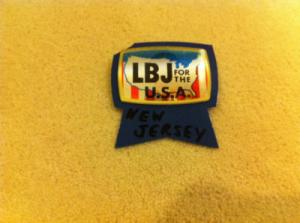 LBJ FOR
THE
U.S.A.
NEW
JERSEY